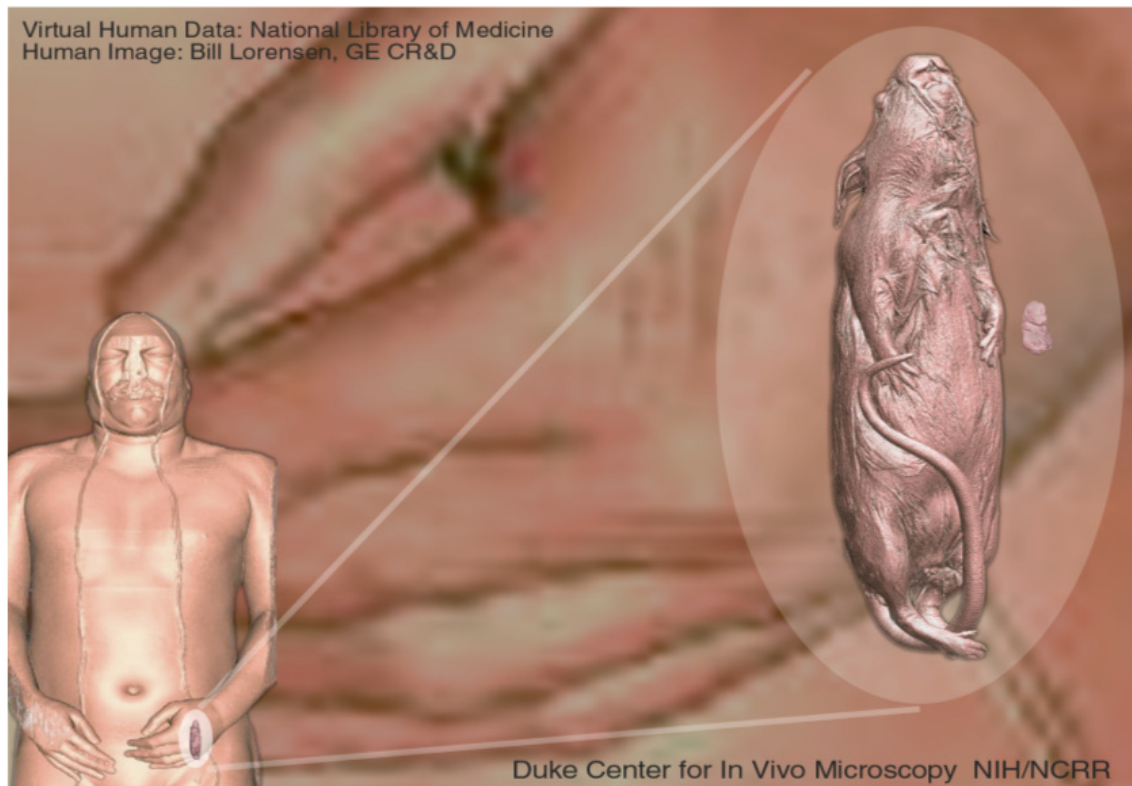 Virtual Human Data: National Library of Medicine
Human Image: Bill Lorensen, GE CR&D
Duke Center for In Vivo Microscopy  NIH/NCRR